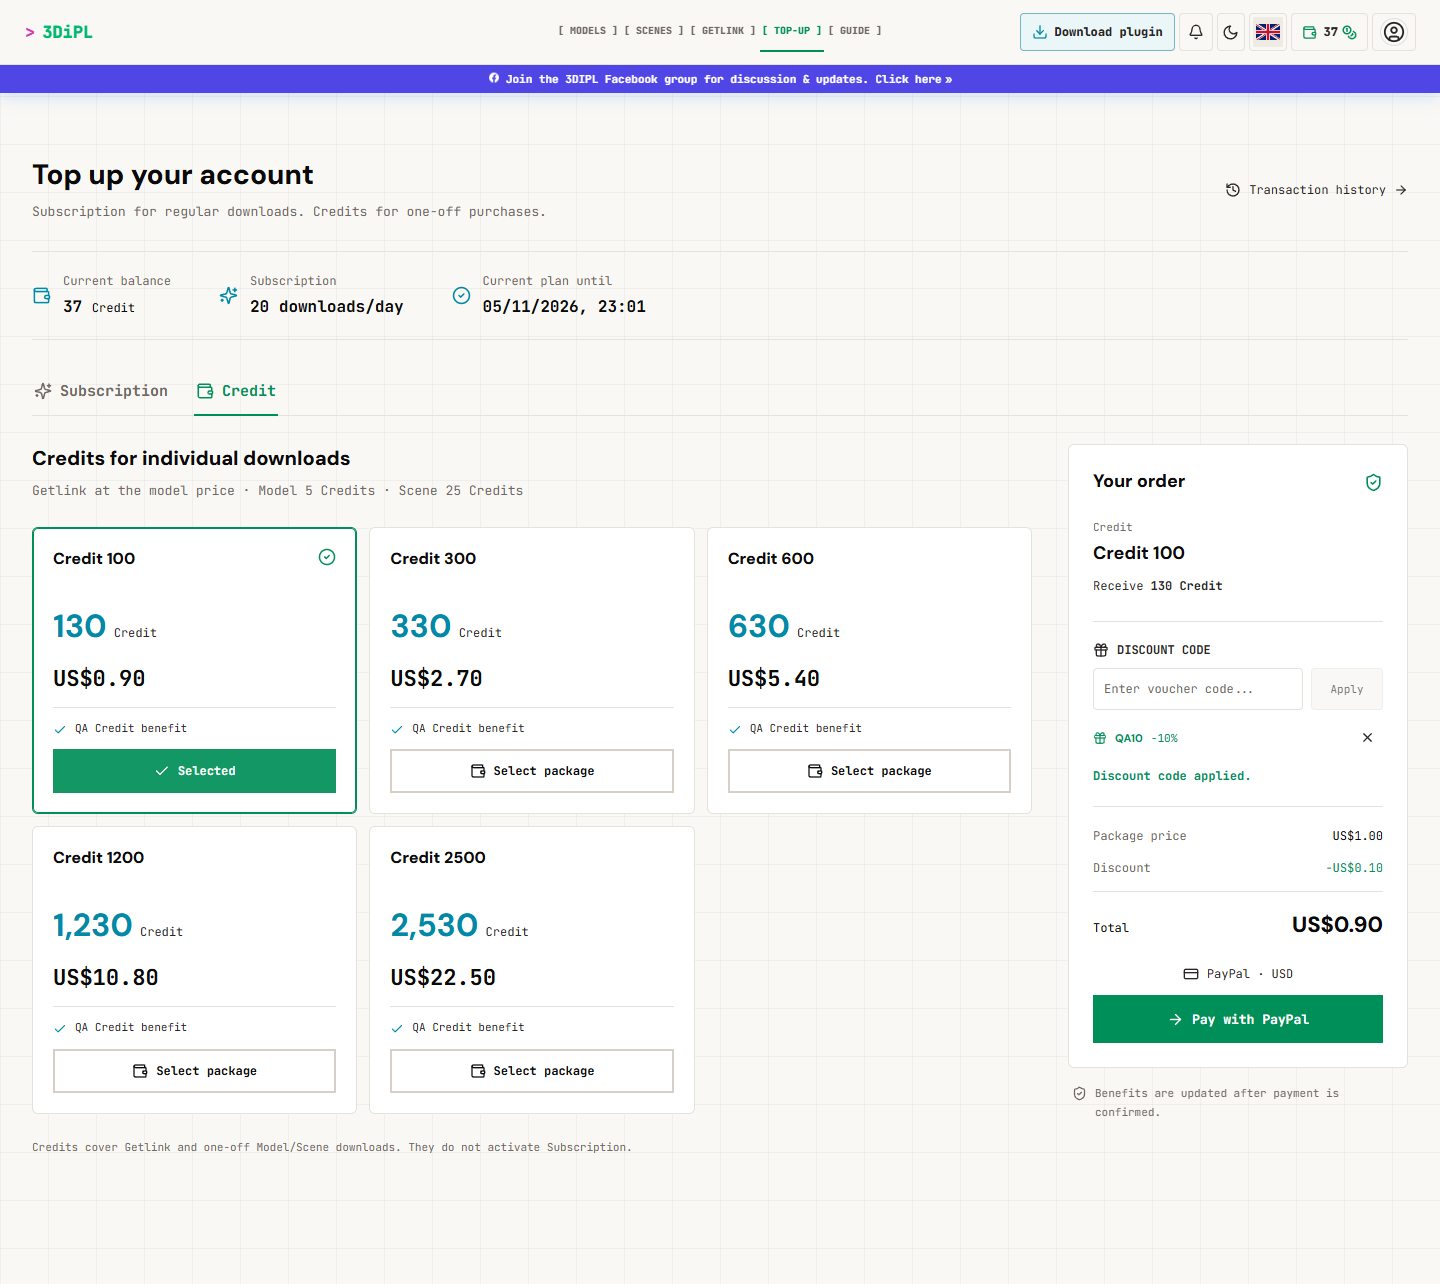 > 3DiPL
[ MODELS ] [ SCENES ] [ GETLINK ] [ TOP-UP ] [ GUIDE ]
Download plugin
37
Join the 3DIPL Facebook group for discussion & updates. Click here »
Top up your account
Subscription for regular downloads. Credits for one-off purchases.
Transaction history →
Current balance
37 Credit
Subscription
20 downloads/day
Current plan until
05/11/2026, 23:01
Subscription
Credit
Credits for individual downloads
Getlink at the model price · Model 5 Credits · Scene 25 Credits
Credit 100
130 Credit
US$0.90
QA Credit benefit
Selected
Credit 300
330 Credit
US$2.70
QA Credit benefit
Select package
Credit 600
630 Credit
US$5.40
QA Credit benefit
Select package
Credit 1200
1,230 Credit
US$10.80
QA Credit benefit
Select package
Credit 2500
2,530 Credit
US$22.50
QA Credit benefit
Select package
Credits cover Getlink and one-off Model/Scene downloads. They do not activate Subscription.
Your order
Credit
Credit 100
Receive 130 Credit
DISCOUNT CODE
Enter voucher code...
Apply
QA10 -10%
Discount code applied.
Package price US$1.00
Discount -US$0.10
Total US$0.90
PayPal · USD
→ Pay with PayPal
Benefits are updated after payment is
confirmed.